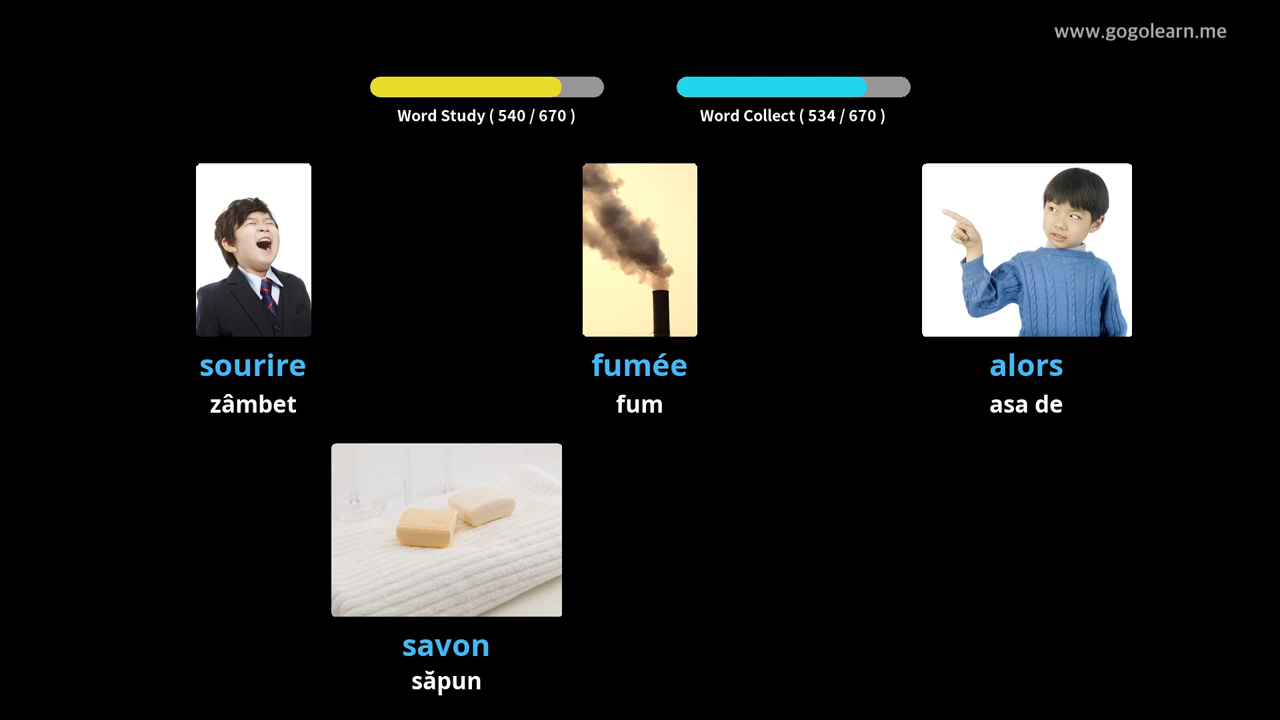 www.gogolearn.me
Word Study ( 540 / 670 )
Word Collect ( 534 / 670 )
sourire
zâmbet
fumée
fum
alors
asa de
savon
săpun